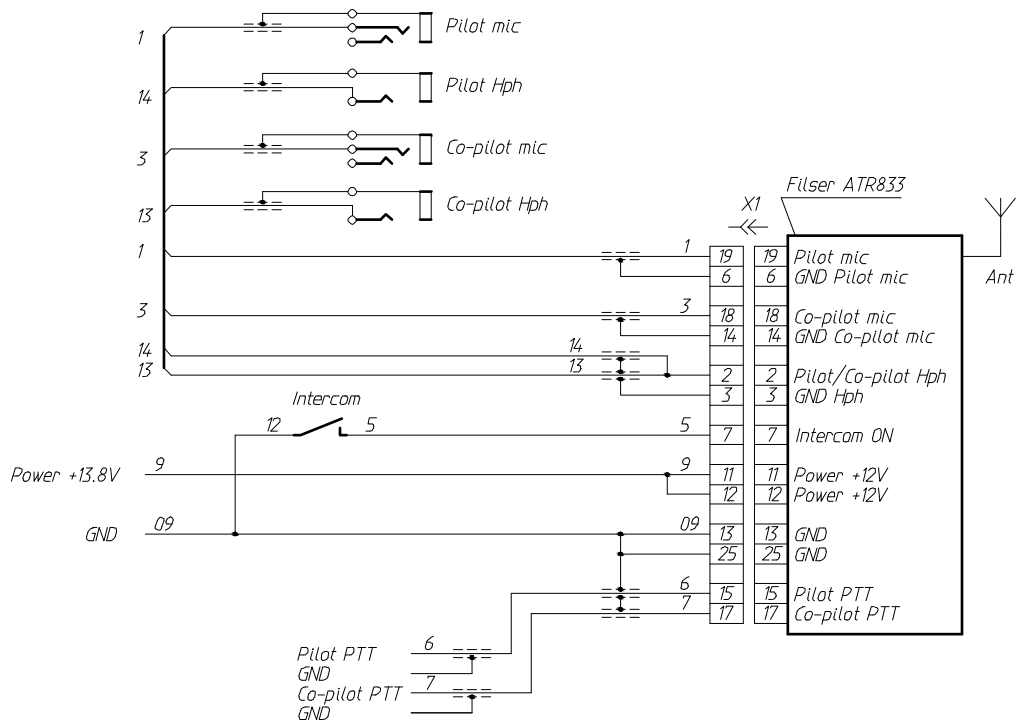 1 Pilot mic
14 Pilot Hph
3 Co-pilot mic
13 Co-pilot Hph
Filser ATR833
X1
Ant
1 1 19 19 Pilot mic
6 6 GND Pilot mic
3 3 18 18 Co-pilot mic
14 14 GND Co-pilot mic
14 14
13 13 2 2 Pilot/Co-pilot Hph
3 3 GND Hph
Intercom
12 5 5 7 7 Intercom ON
Power +13.8V 9 9 11 11 Power +12V
12 12 Power +12V
GND 09 09 13 13 GND
25 25 GND
6 15 15 Pilot PTT
7 17 17 Co-pilot PTT
Pilot PTT 6
GND
Co-pilot PTT 7
GND